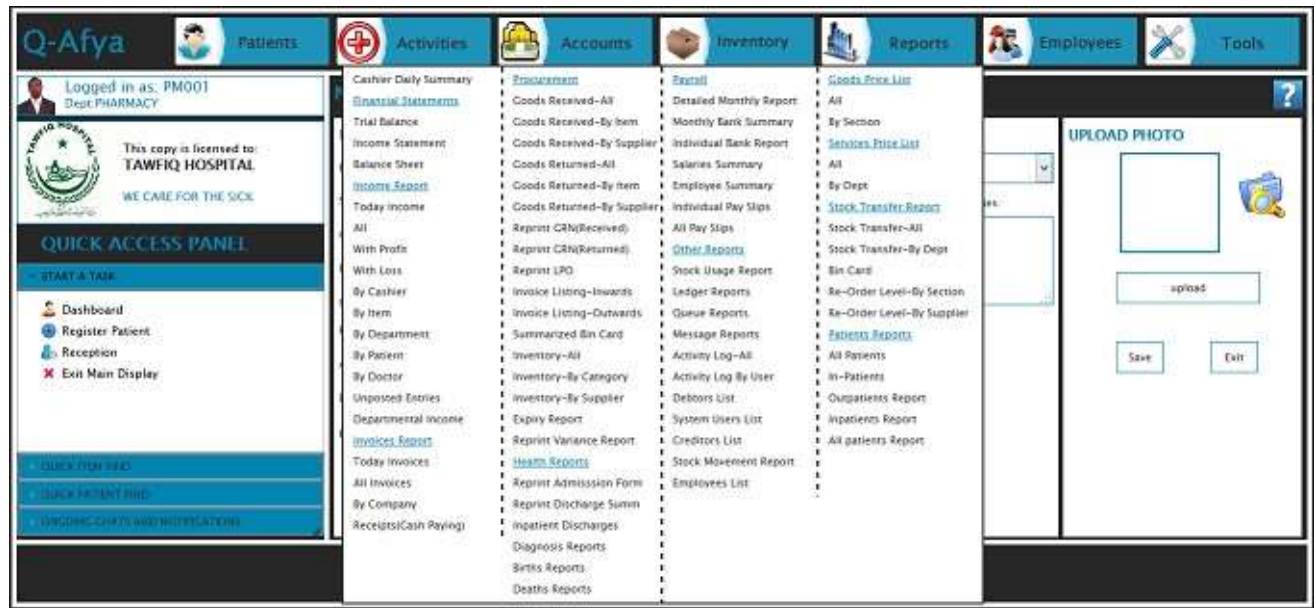 Q-Afya
Patients
Activities
Accounts
Inventory
Reports
Employees
Tools
Logged in as: PM001
Dept:PHARMACY
This copy is licensed to:
TAWFIQ HOSPITAL
WE CARE FOR THE SICK
QUICK ACCESS PANEL
START A TASK
Dashboard
Register Patient
Reception
Exit Main Display
QUICK ITEM FIND
QUICK PATIENT FIND
ONGOING CHATS AND NOTIFICATIONS
Cashier Daily Summary
Financial Statements
Trial Balance
Income Statement
Balance Sheet
Income Report
Today Income
All
With Profit
With Loss
By Cashier
By Item
By Department
By Patient
By Doctor
Unposted Entries
Departmental Income
Invoices Report
Today Invoices
All Invoices
By Company
Receipts(Cash Paying)
Procurement
Goods Received-All
Goods Received-By Item
Goods Received-By Supplier
Goods Returned-All
Goods Returned-By Item
Goods Returned-By Supplier
Reprint GRN(Received)
Reprint GRN(Returned)
Reprint LPO
Invoice Listing-Inwards
Invoice Listing-Outwards
Summarized Bin Card
Inventory-All
Inventory-By Category
Inventory-By Supplier
Expiry Report
Reprint Variance Report
Health Reports
Reprint Admisssion Form
Reprint Discharge Summ
Inpatient Discharges
Diagnosis Reports
Births Reports
Deaths Reports
Payroll
Detailed Monthly Report
Monthly Bank Summary
Individual Bank Report
Salaries Summary
Employee Summary
Individual Pay Slips
All Pay Slips
Other Reports
Stock Usage Report
Ledger Reports
Queue Reports
Message Reports
Activity Log-All
Activity Log By User
Debtors List
System Users List
Creditors List
Stock Movement Report
Employees List
Goods Price List
All
By Section
Services Price List
All
By Dept
Stock Transfer Report
Stock Transfer-All
Stock Transfer-By Dept
Bin Card
Re-Order Level-By Section
Re-Order Level-By Supplier
Patients Reports
All Patients
In-Patients
Outpatients Report
Inpatients Report
All patients Report
?
UPLOAD PHOTO
upload
Save
Exit